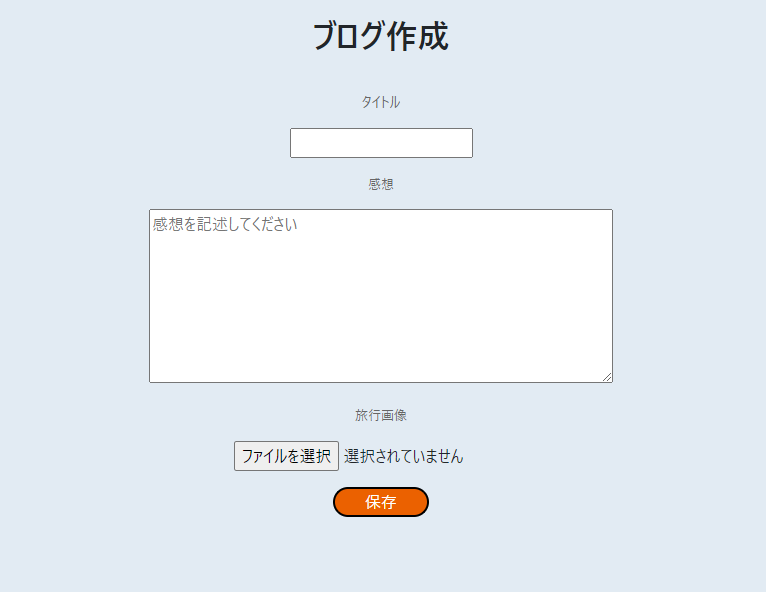 ブログ作成
タイトル
感想
感想を記述してください
旅行画像
ファイルを選択 選択されていません
保存